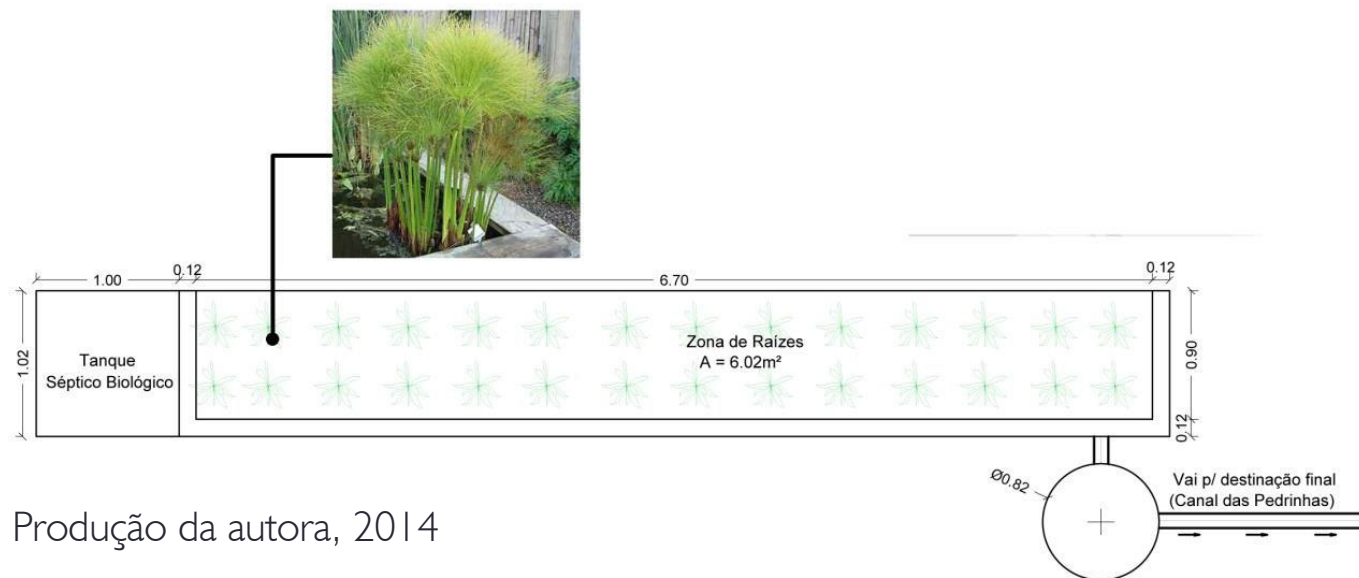 1.00
0.12
6.70
0.12
1.02
Tanque
Séptico Biológico
Zona de Raízes
A = 6.02m²
0.90
0.12
Ø0.82
Vai p/ destinação final
(Canal das Pedrinhas)
Produção da autora, 2014